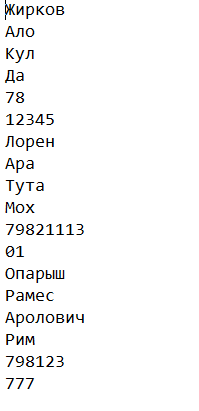 Жирков
Ало
Кул
Да
78
12345
Лорен
Ара
Тута
Мох
79821113
01
Опарыш
Рамес
Аролович
Рим
798123
777